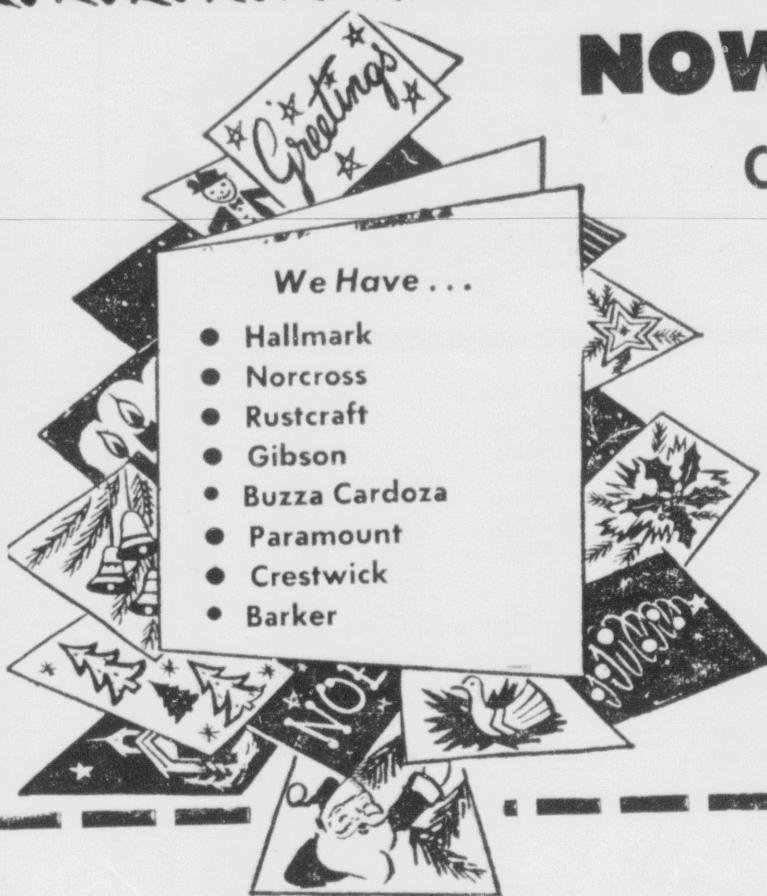 NOW
Greetings
We Have...
● Hallmark
● Norcross
● Rustcraft
● Gibson
● Buzza Cardoza
● Paramount
● Crestwick
● Barker
NOEL